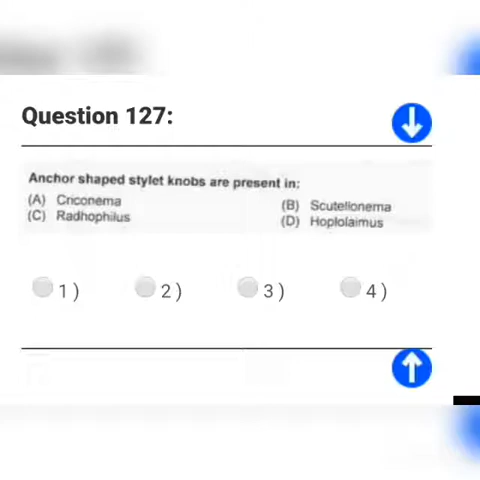 Question 127:
Anchor shaped stylet knobs are present in:
(A) Criconema
(B) Scutellonema
(C) Radhophilus
(D) Hoplolaimus
1 )
2 )
3 )
4 )